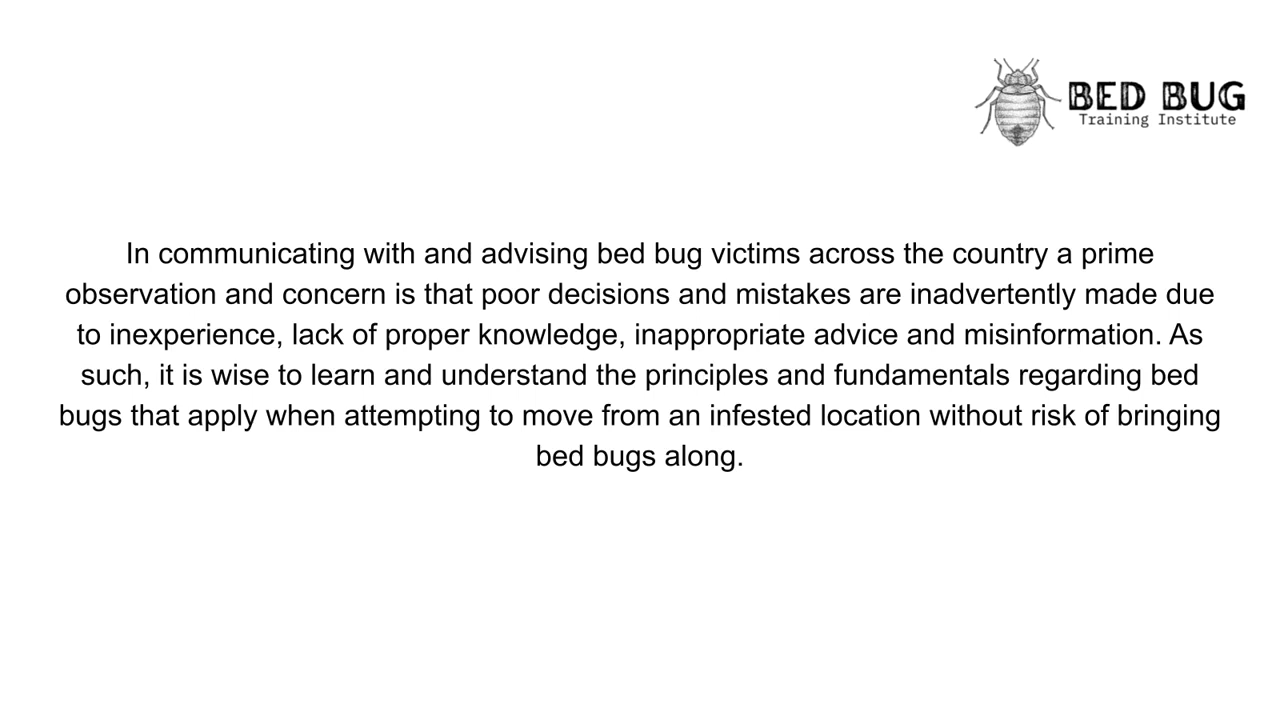 BED BUG
Training Institute
In communicating with and advising bed bug victims across the country a prime
observation and concern is that poor decisions and mistakes are inadvertently made due
to inexperience, lack of proper knowledge, inappropriate advice and misinformation. As
such, it is wise to learn and understand the principles and fundamentals regarding bed
bugs that apply when attempting to move from an infested location without risk of bringing
bed bugs along.